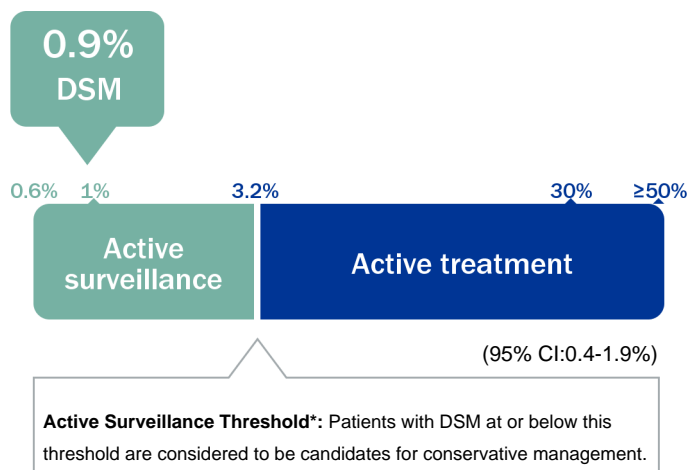 0.9%
DSM
0.6% 1% 3.2% 30% ≥50%
Active
surveillance
Active treatment
(95% CI:0.4-1.9%)
Active Surveillance Threshold*: Patients with DSM at or below this
threshold are considered to be candidates for conservative management.